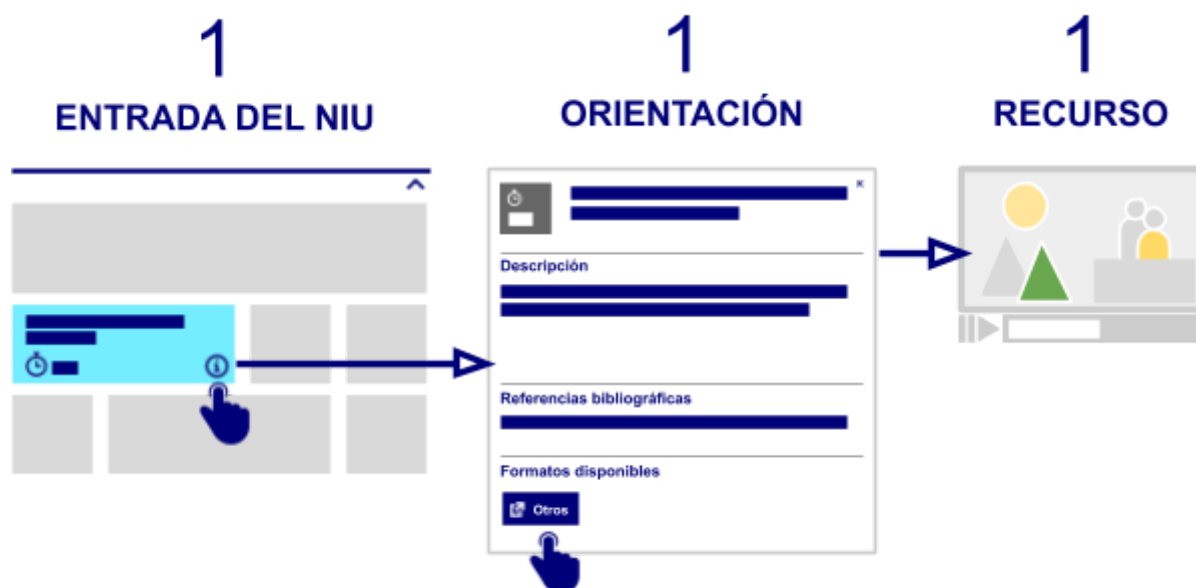 1
ENTRADA DEL NIU
1
ORIENTACIÓN
Descripción
Referencias bibliográficas
Formatos disponibles
Otros
1
RECURSO